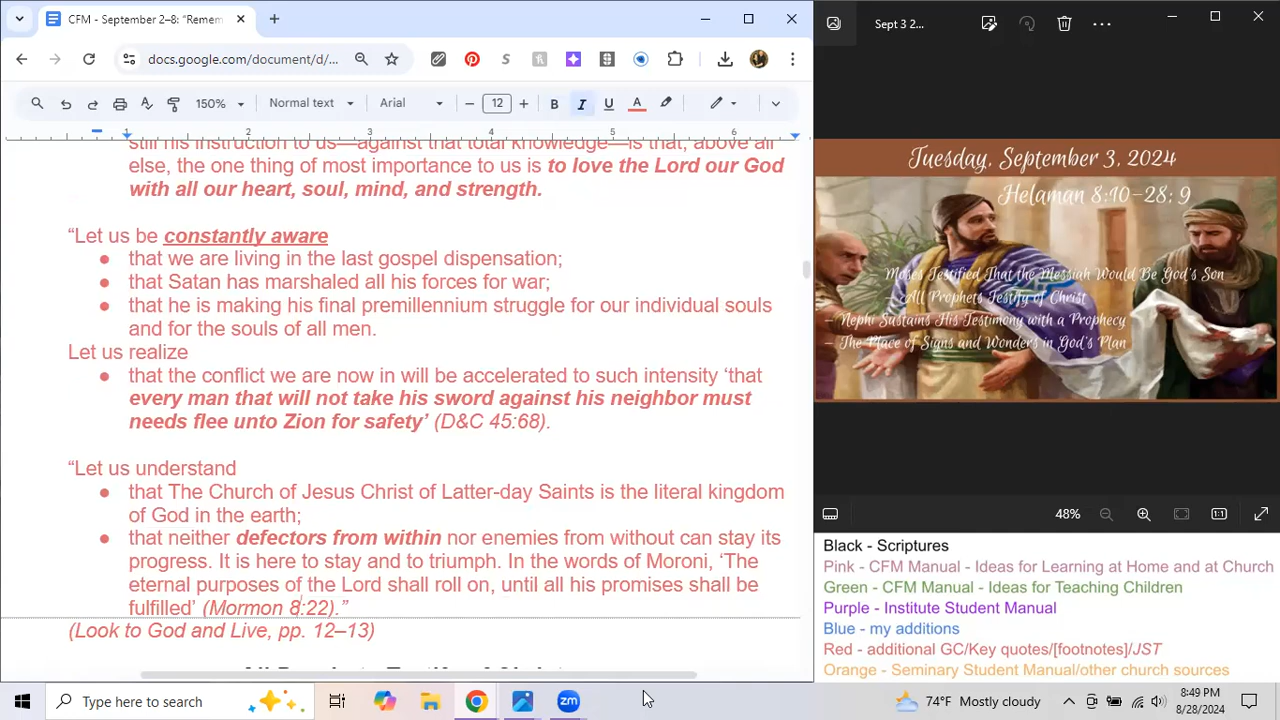 CFM - September 2–8: “Remem
docs.google.com/document/d/...
150%
Normal text
Arial
12
B
I
U
A
1
2
3
4
5
6
still his instruction to us—against that total knowledge—is that, above all
else, the one thing of most importance to us is to love the Lord our God
with all our heart, soul, mind, and strength.
“Let us be constantly aware
● that we are living in the last gospel dispensation;
● that Satan has marshaled all his forces for war;
● that he is making his final premillennium struggle for our individual souls
and for the souls of all men.
Let us realize
● that the conflict we are now in will be accelerated to such intensity ‘that
every man that will not take his sword against his neighbor must
needs flee unto Zion for safety’ (D&C 45:68).
“Let us understand
● that The Church of Jesus Christ of Latter-day Saints is the literal kingdom
of God in the earth;
● that neither defectors from within nor enemies from without can stay its
progress. It is here to stay and to triumph. In the words of Moroni, ‘The
eternal purposes of the Lord shall roll on, until all his promises shall be
fulfilled’ (Mormon 8:22).”
(Look to God and Live, pp. 12–13)
Sept 3 2...
Tuesday, September 3, 2024
Helaman 8:10–28; 9
– Moses Testified That the Messiah Would Be God's Son
All Prophets Testify of Christ
– Nephi Sustains His Testimony with a Prophecy
– The Place of Signs and Wonders in God's Plan
48%
1:1
Black - Scriptures
Pink - CFM Manual - Ideas for Learning at Home and at Church
Green - CFM Manual - Ideas for Teaching Children
Purple - Institute Student Manual
Blue - my additions
Red - additional GC/Key quotes/[footnotes]/JST
Orange - Seminary Student Manual/other church sources
Type here to search
zm
74°F Mostly cloudy
8:49 PM
8/28/2024